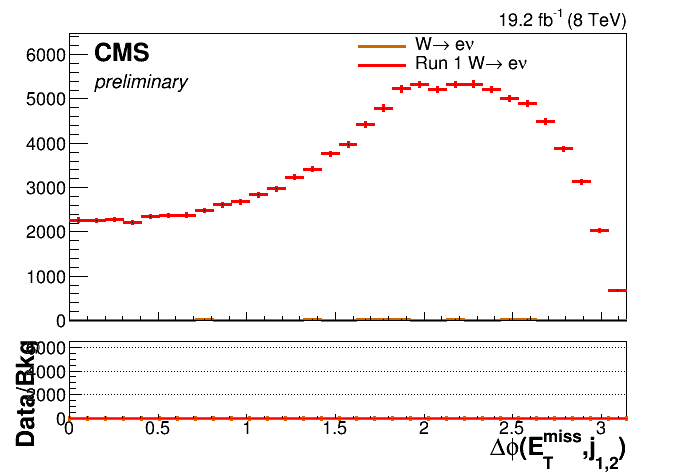 19.2 fb⁻¹ (8 TeV)
CMS
preliminary
W→ eν
Run 1 W→ eν
6000
5000
4000
3000
2000
1000
0
Data/Bkg
6000
4000
2000
0
0 0.5 1 1.5 2 2.5 3
Δϕ(E_T^miss,j_1,2)